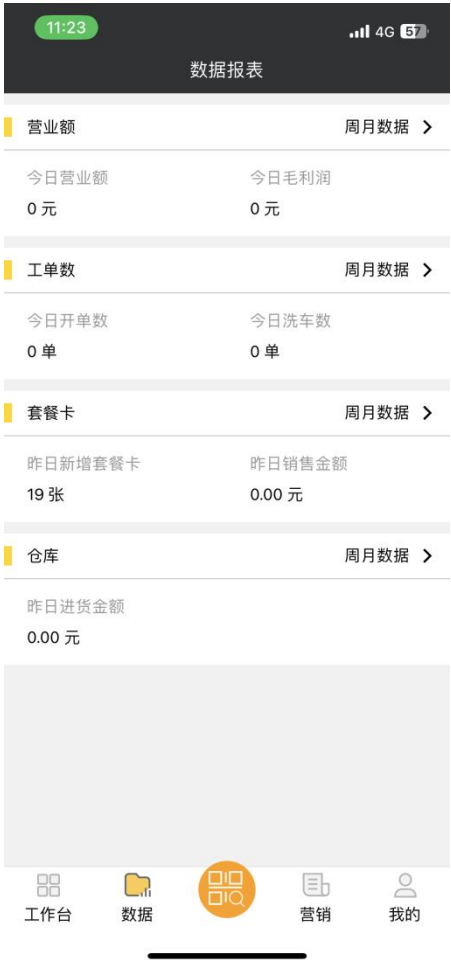 11:23 4G 57
数据报表
营业额 周月数据
今日营业额 今日毛利润
0 元 0 元
工单数 周月数据
今日开单数 今日洗车数
0 单 0 单
套餐卡 周月数据
昨日新增套餐卡 昨日销售金额
19 张 0.00 元
仓库 周月数据
昨日进货金额
0.00 元
工作台 数据 营销 我的